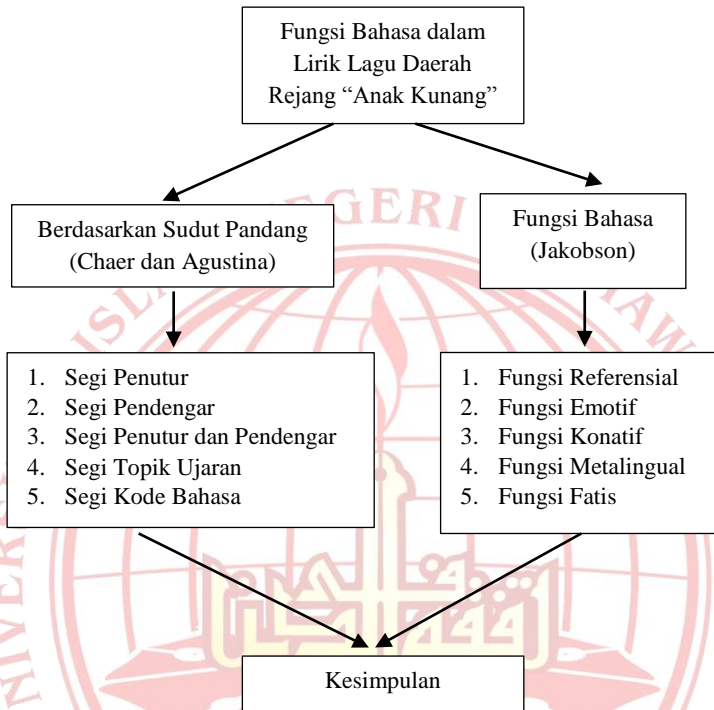 Fungsi Bahasa dalam
Lirik Lagu Daerah
Rejang “Anak Kunang”
Berdasarkan Sudut Pandang
(Chaer dan Agustina)
Fungsi Bahasa
(Jakobson)
1. Segi Penutur
2. Segi Pendengar
3. Segi Penutur dan Pendengar
4. Segi Topik Ujaran
5. Segi Kode Bahasa
1. Fungsi Referensial
2. Fungsi Emotif
3. Fungsi Konatif
4. Fungsi Metalingual
5. Fungsi Fatis
Kesimpulan